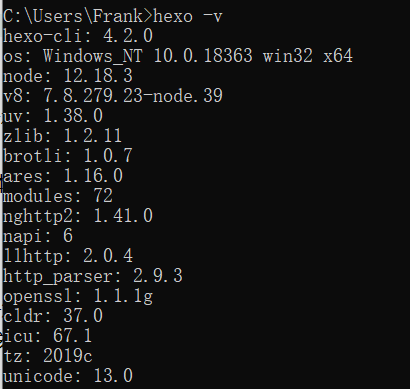 C:\Users\Frank>hexo -v
hexo-cli: 4.2.0
os: Windows_NT 10.0.18363 win32 x64
node: 12.18.3
v8: 7.8.279.23-node.39
uv: 1.38.0
zlib: 1.2.11
brotli: 1.0.7
ares: 1.16.0
modules: 72
nghttp2: 1.41.0
napi: 6
llhttp: 2.0.4
http_parser: 2.9.3
openssl: 1.1.1g
cldr: 37.0
icu: 67.1
tz: 2019c
unicode: 13.0